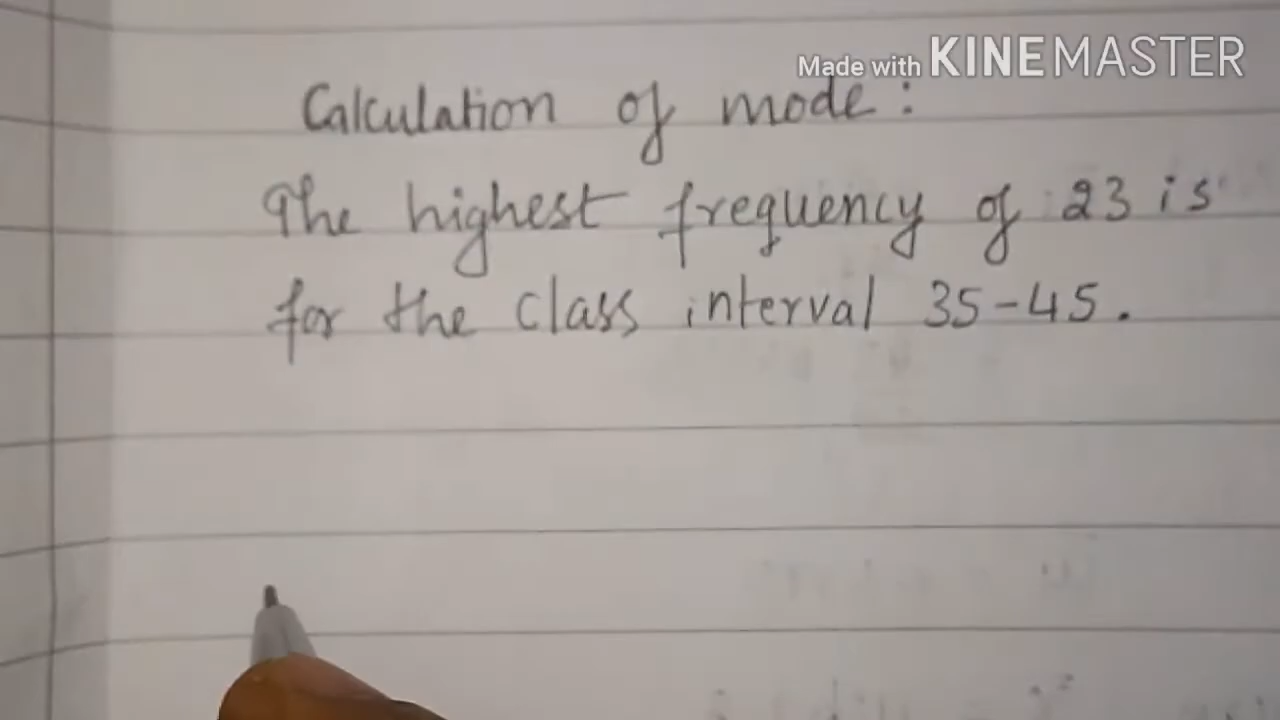 Made with KINEMASTER
Calculation of mode :
The highest frequency of 23 is
for the class interval 35-45.